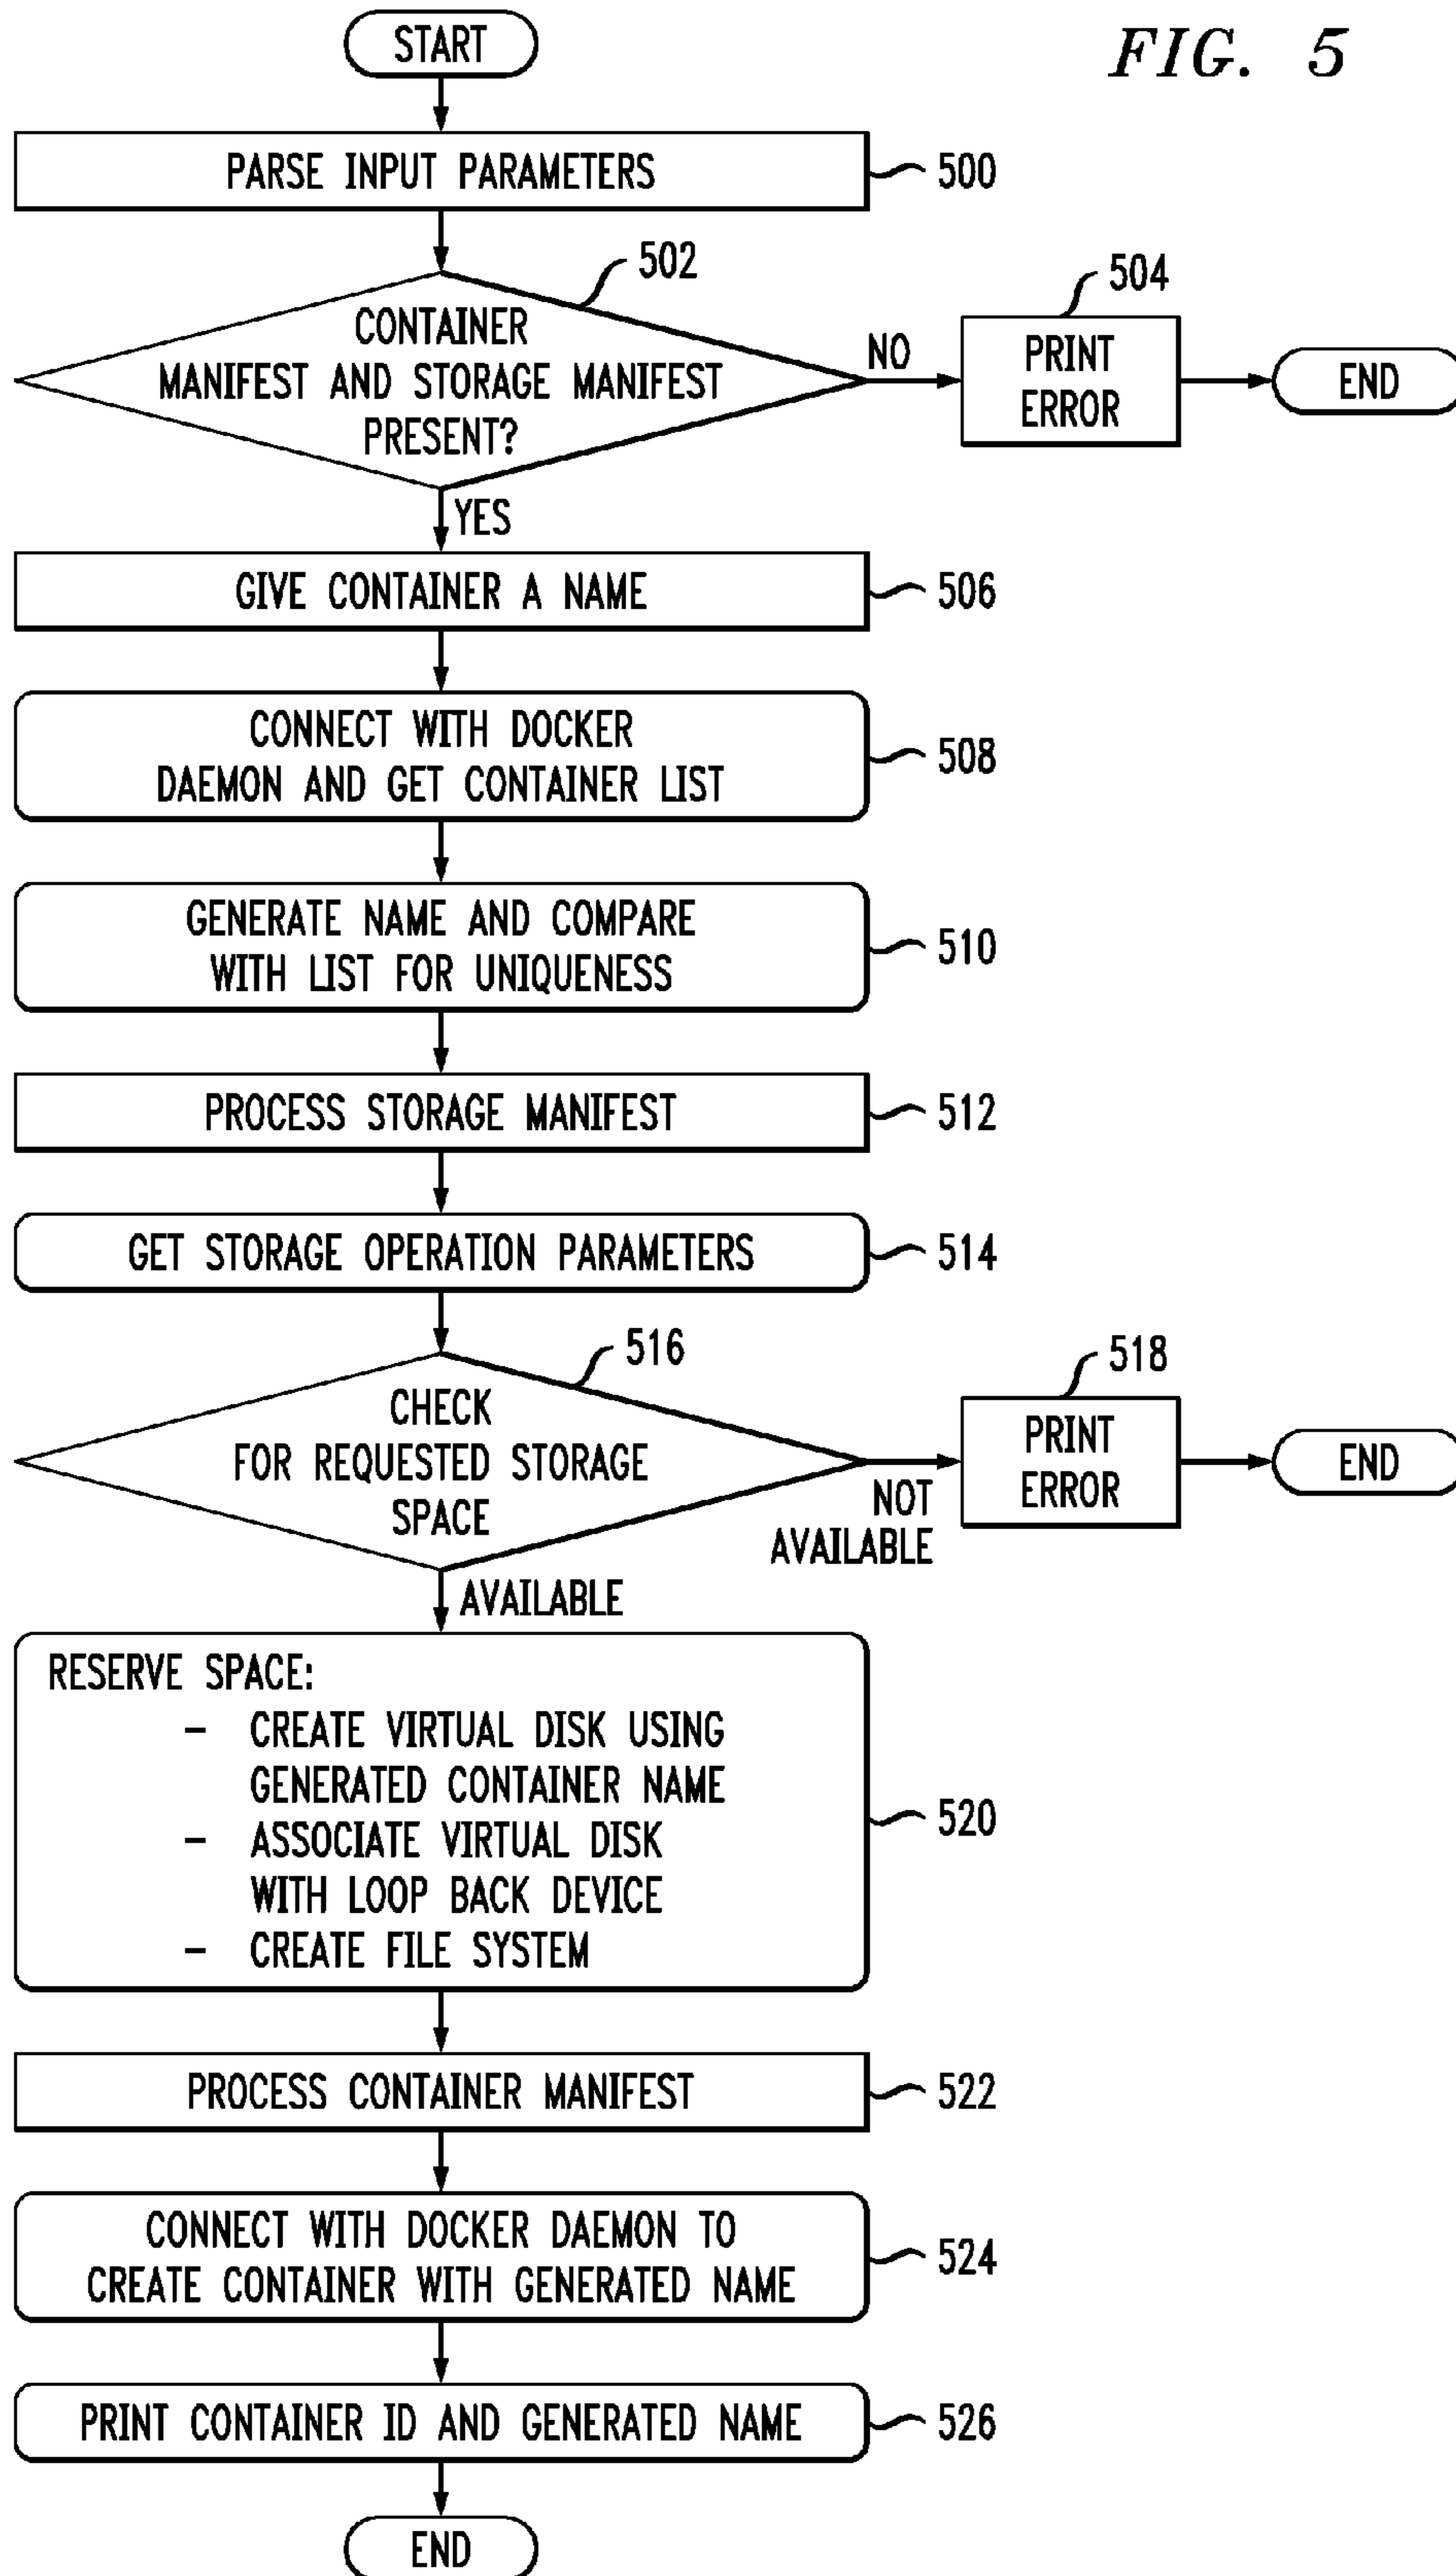 START
FIG. 5
PARSE INPUT PARAMETERS
500
502
CONTAINER
MANIFEST AND STORAGE MANIFEST
PRESENT?
NO
504
PRINT
ERROR
END
YES
GIVE CONTAINER A NAME
506
CONNECT WITH DOCKER
DAEMON AND GET CONTAINER LIST
508
GENERATE NAME AND COMPARE
WITH LIST FOR UNIQUENESS
510
PROCESS STORAGE MANIFEST
512
GET STORAGE OPERATION PARAMETERS
514
516
CHECK
FOR REQUESTED STORAGE
SPACE
NOT
AVAILABLE
518
PRINT
ERROR
END
AVAILABLE
RESERVE SPACE:
- CREATE VIRTUAL DISK USING
GENERATED CONTAINER NAME
- ASSOCIATE VIRTUAL DISK
WITH LOOP BACK DEVICE
- CREATE FILE SYSTEM
520
PROCESS CONTAINER MANIFEST
522
CONNECT WITH DOCKER DAEMON TO
CREATE CONTAINER WITH GENERATED NAME
524
PRINT CONTAINER ID AND GENERATED NAME
526
END